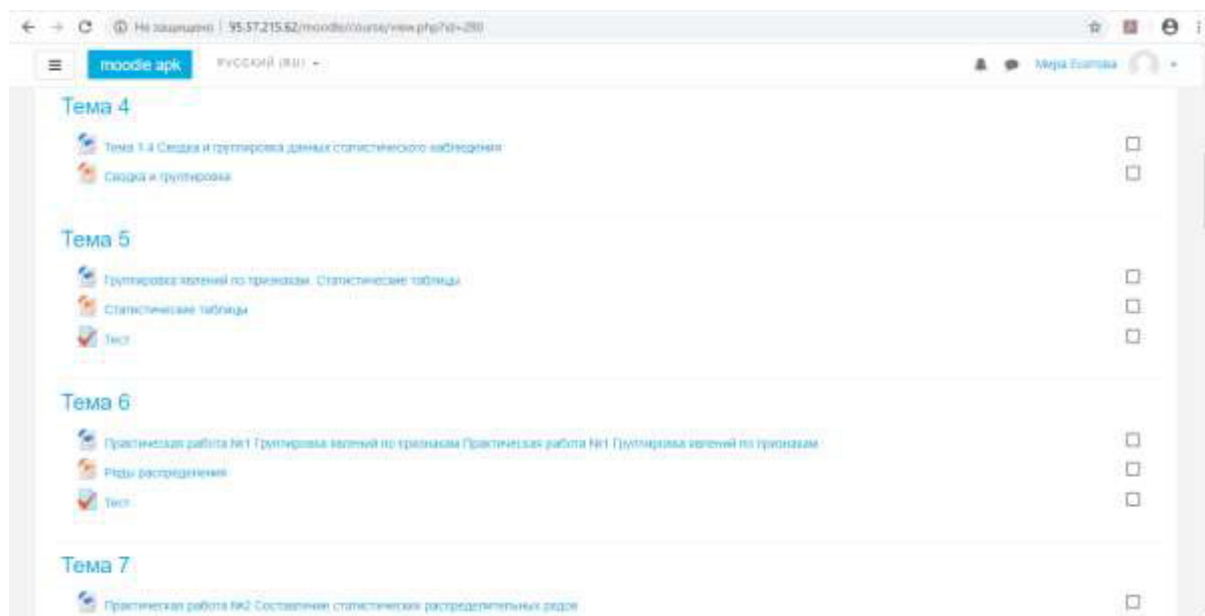 Не защищено | 95.57.215.62/moodle/course/view.php?id=280
moodle apk РУССКИЙ (RU)
Тема 4
Тема 1.4 Сводка и группировка данных статистического наблюдения
Сводка и группировка
Тема 5
Группировка явлений по признакам. Статистические таблицы
Статистические таблицы
Тест
Тема 6
Практическая работа №1 Группировка явлений по признакам Практическая работа №1 Группировка явлений по признакам
Ряды распределения
Тест
Тема 7
Практическая работа №2 Составление статистических распределительных рядов